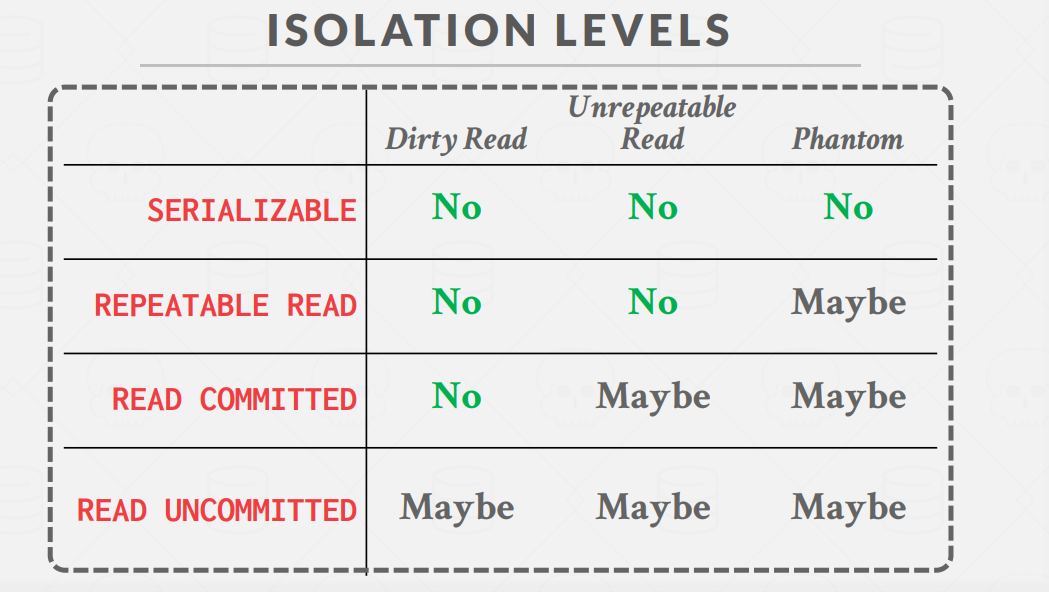 ISOLATION LEVELS
Unrepeatable
Dirty Read Read Phantom
SERIALIZABLE No No No
REPEATABLE READ No No Maybe
READ COMMITTED No Maybe Maybe
READ UNCOMMITTED Maybe Maybe Maybe